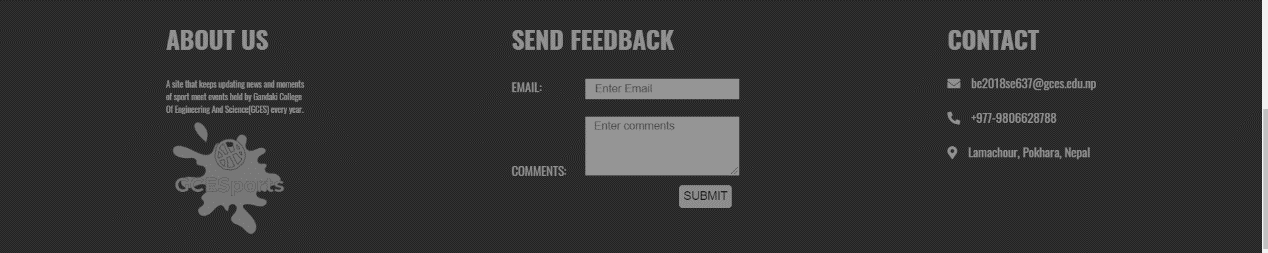 ABOUT US
A site that keeps updating news and moments
of sport meet events held by Gandaki College
Of Engineering And Science(GCES) every year.
GCESports
SEND FEEDBACK
EMAIL:
Enter Email
Enter comments
COMMENTS:
SUBMIT
CONTACT
be2018se637@gces.edu.np
+977-9806628788
Lamachour, Pokhara, Nepal